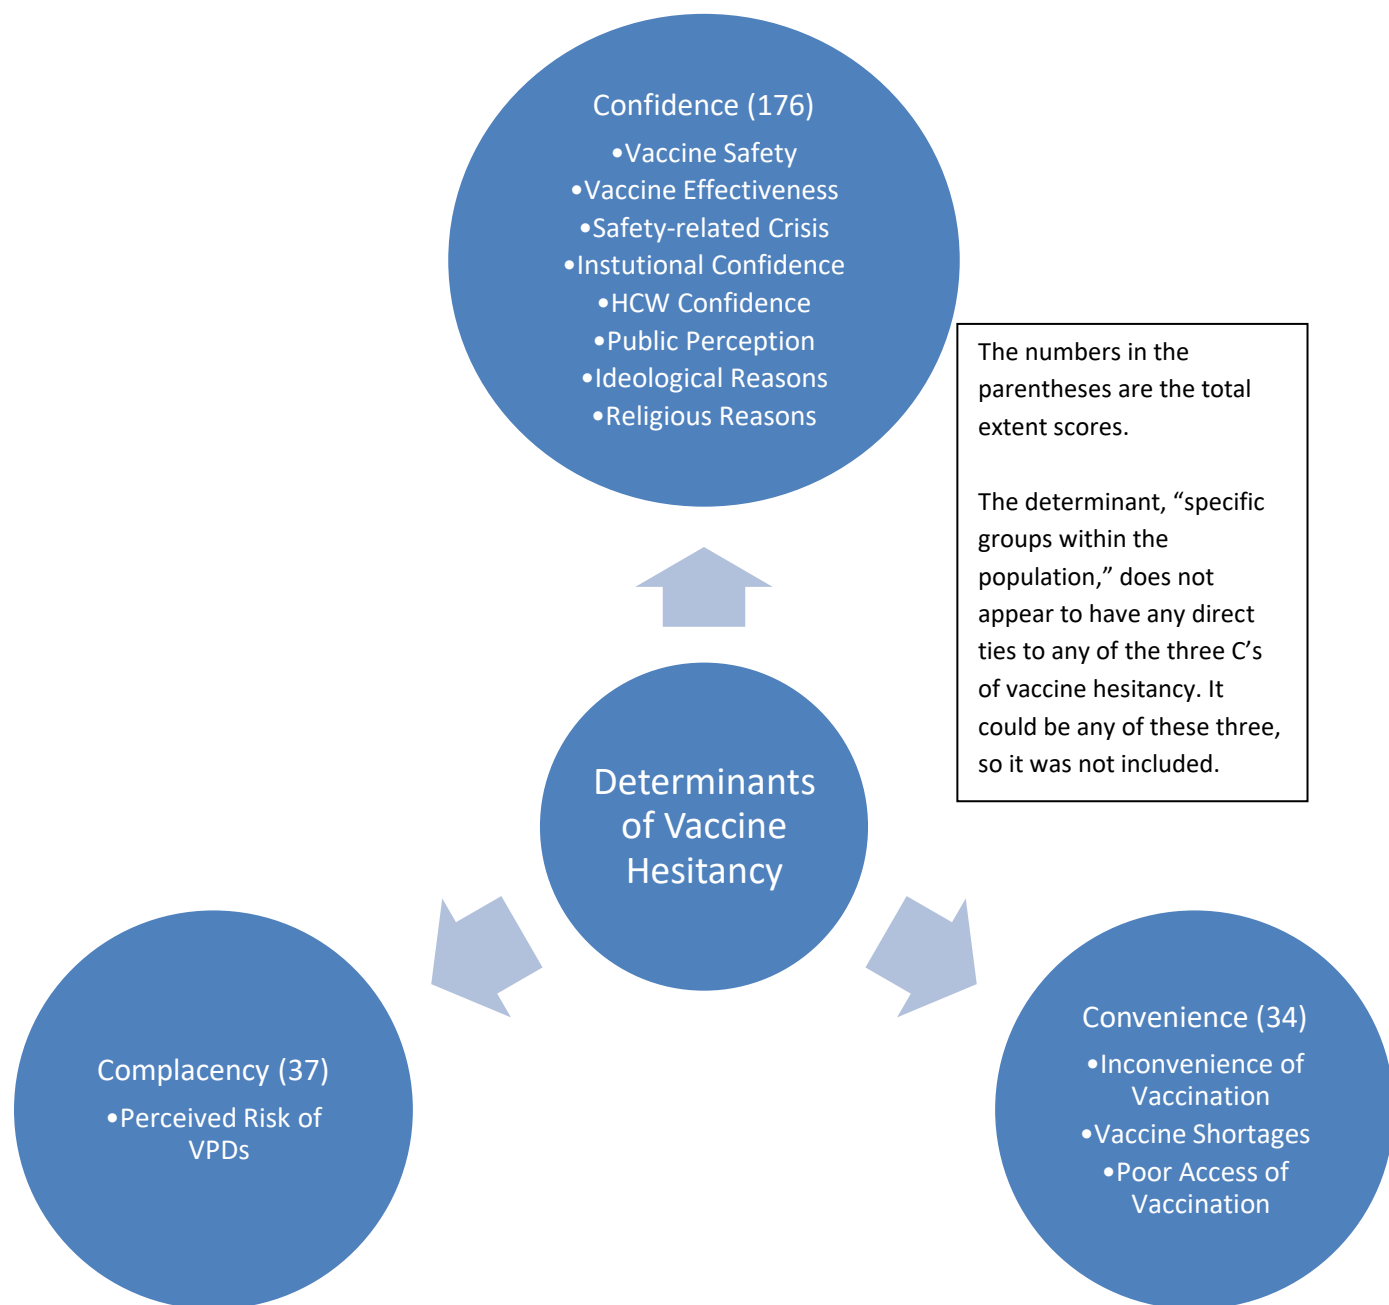 Confidence (176)
•Vaccine Safety
•Vaccine Effectiveness
•Safety-related Crisis
•Instutional Confidence
•HCW Confidence
•Public Perception
•Ideological Reasons
•Religious Reasons
The numbers in the
parentheses are the total
extent scores.
The determinant, “specific
groups within the
population,” does not
appear to have any direct
ties to any of the three C’s
of vaccine hesitancy. It
could be any of these three,
so it was not included.
Determinants
of Vaccine
Hesitancy
Complacency (37)
•Perceived Risk of
VPDs
Convenience (34)
•Inconvenience of
Vaccination
•Vaccine Shortages
•Poor Access of
Vaccination